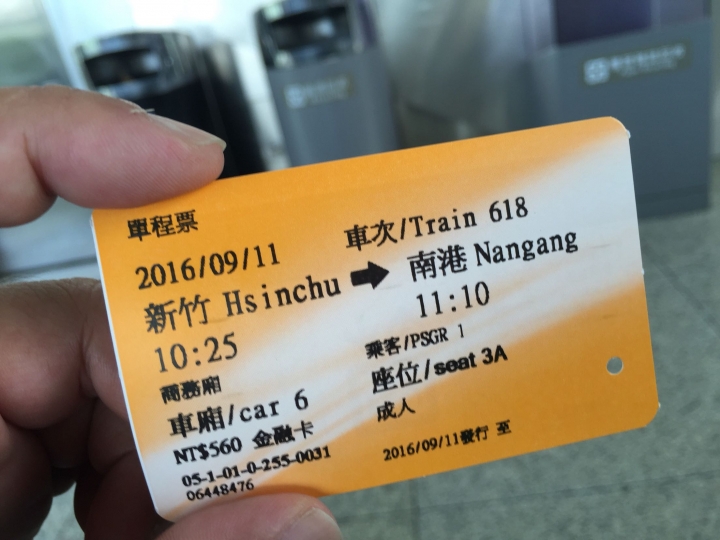 單程票
2016/09/11 車次/Train 618
新竹 Hsinchu ➡ 南港 Nangang
10:25 11:10
商務廂 乘客/PSGR 1
車廂/car 6 座位/seat 3A
NT$560 金融卡 成人
05-1-01-0-255-0031 2016/09/11發行 至
06448476